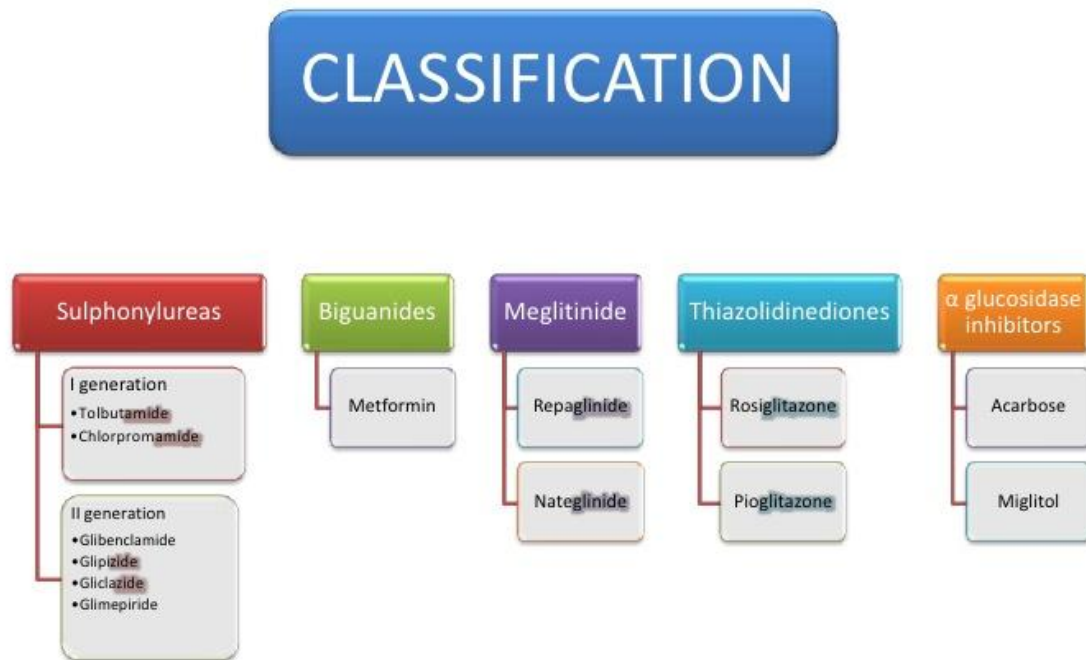 CLASSIFICATION
Sulphonylureas
I generation
•Tolbutamide
•Chlorpromamide
II generation
•Glibenclamide
•Glipizide
•Gliclazide
•Glimepiride
Biguanides
Metformin
Meglitinide
Repaglinide
Nateglinide
Thiazolidinediones
Rosiglitazone
Pioglitazone
α glucosidase
inhibitors
Acarbose
Miglitol